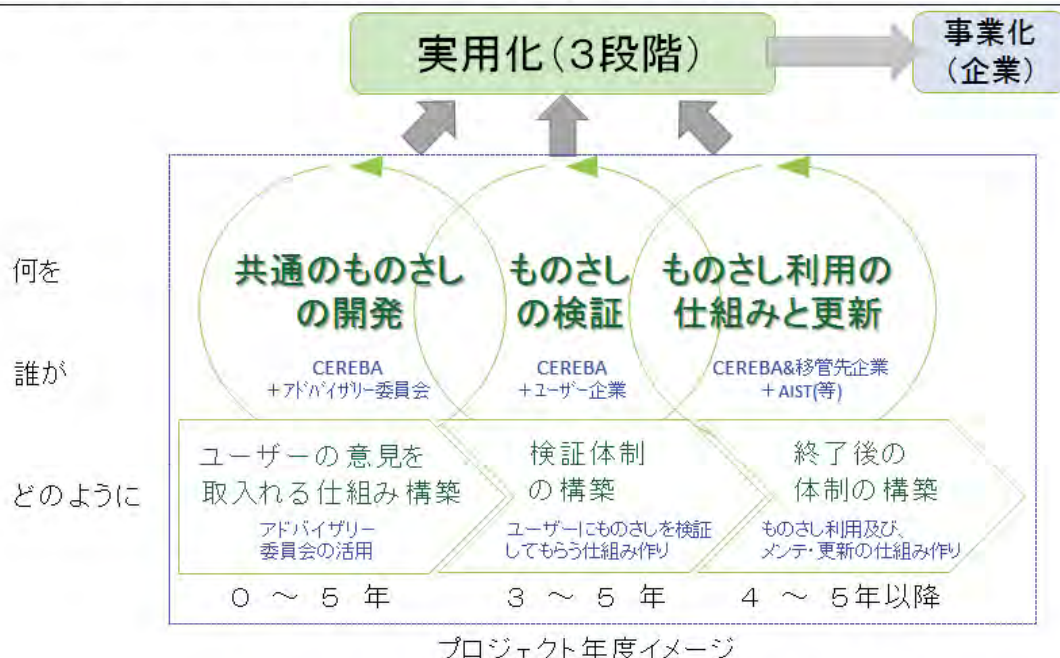 実用化(3段階)
事業化
(企業)
何を
共通のものさし
の開発
ものさし
の検証
ものさし利用の
仕組みと更新
誰が
CEREBA
+アドバイザリー委員会
CEREBA
+ユーザー企業
CEREBA&移管先企業
+AIST(等)
どのように
ユーザーの意見を
取入れる仕組み構築
アドバイザリー
委員会の活用
検証体制
の構築
ユーザーにものさしを検証
してもらう仕組み作り
終了後の
体制の構築
ものさし利用及び、
メンテ・更新の仕組み作り
0 ～ 5 年
3 ～ 5 年
4 ～ 5年以降
プロジェクト年度イメージ